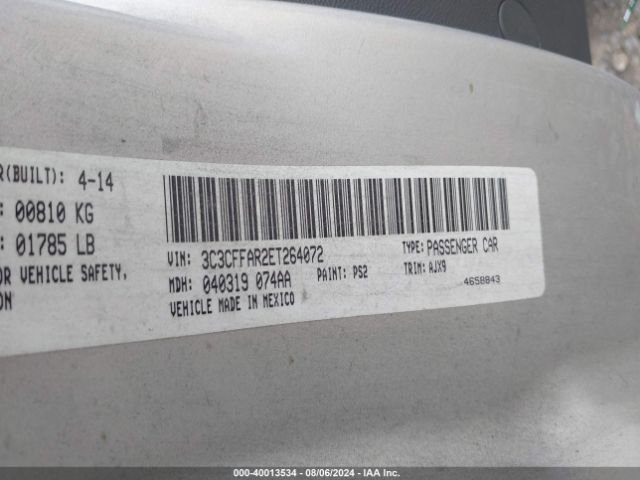 R(BUILT): 4-14
: 00810 KG
: 01785 LB
OR VEHICLE SAFETY,
ON
VIN: 3C3CFFAR2ET264072
TYPE: PASSENGER CAR
MDH: 040319 074AA
PAINT: PS2
TRIM: AJX9
VEHICLE MADE IN MEXICO
4658843
000-40013534 - 08/06/2024 - IAA Inc.